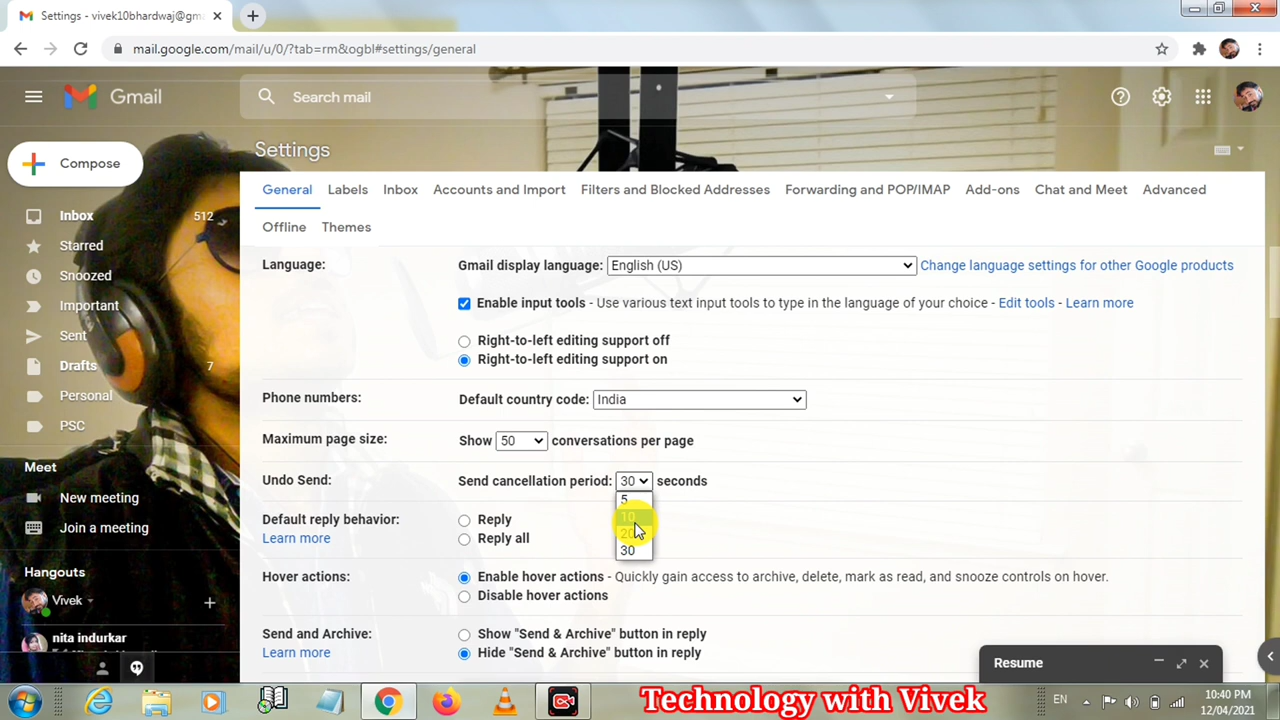 Settings - vivek10bhardwaj@gma
mail.google.com/mail/u/0/?tab=rm&ogbl#settings/general
Gmail
Search mail
Compose
Settings
General Labels Inbox Accounts and Import Filters and Blocked Addresses Forwarding and POP/IMAP Add-ons Chat and Meet Advanced
Offline Themes
Inbox 512
Starred
Snoozed
Important
Sent
Drafts 7
Personal
PSC
Meet
New meeting
Join a meeting
Hangouts
Vivek
nita indurkar
Language: Gmail display language: English (US) Change language settings for other Google products
Enable input tools - Use various text input tools to type in the language of your choice - Edit tools - Learn more
Right-to-left editing support off
Right-to-left editing support on
Phone numbers: Default country code: India
Maximum page size: Show 50 conversations per page
Undo Send: Send cancellation period: 30 seconds
5
10
20
30
Default reply behavior: Reply
Learn more Reply all
Hover actions: Enable hover actions - Quickly gain access to archive, delete, mark as read, and snooze controls on hover.
Disable hover actions
Send and Archive: Show "Send & Archive" button in reply
Learn more Hide "Send & Archive" button in reply
Resume
Technology with Vivek
EN
10:40 PM
12/04/2021